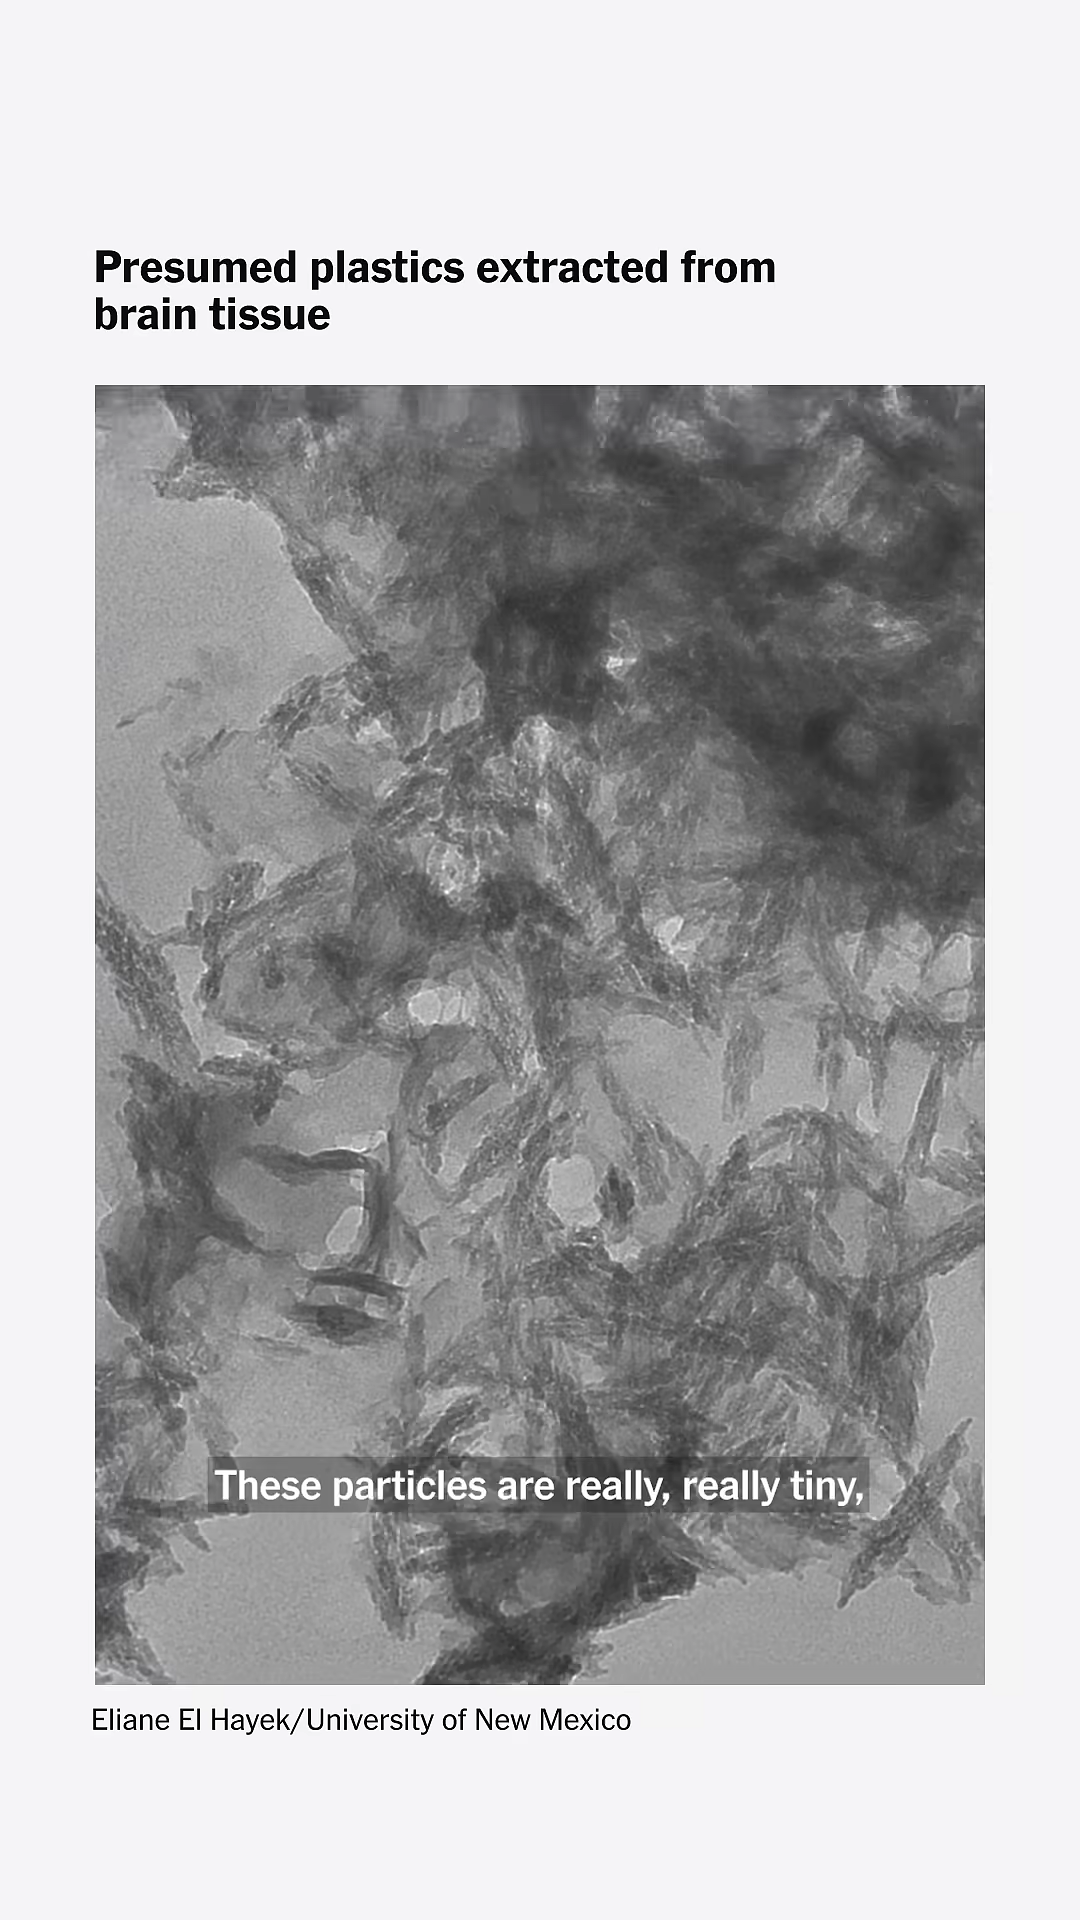 Presumed plastics extracted from
brain tissue
These particles are really, really tiny,
Eliane El Hayek/University of New Mexico